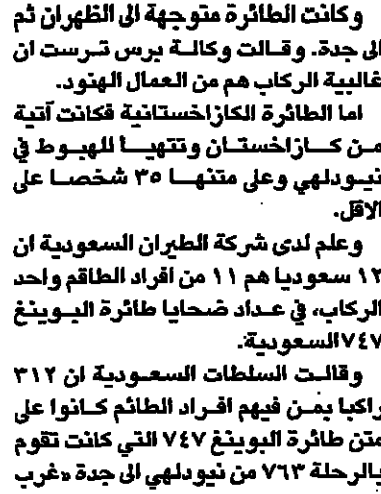 وكانت الطائرة متوجهة الى الظهران ثم
الى جدة. وقالت وكالة برس ترست ان
غالبية الركاب هم من العمال الهنود.
اما الطائرة الكازاخستانية فكانت آتية
من كازاخستان وتتهيأ للهبوط في
نيودلهي وعلى متنها ٣٥ شخصا على
الاقل.
وعلم لدى شركة الطيران السعودية ان
١٢ سعوديا هم ١١ من افراد الطاقم واحد
الركاب، في عداد ضحايا طائرة البوينغ
٧٤٧ السعودية.
وقالت السلطات السعودية ان ٣١٢
راكبا بمن فيهم افراد الطائم كانوا على
متن طائرة البوينغ ٧٤٧ التي كانت تقوم
بالرحلة ٧٦٣ من نيودلهي الى جدة «غرب